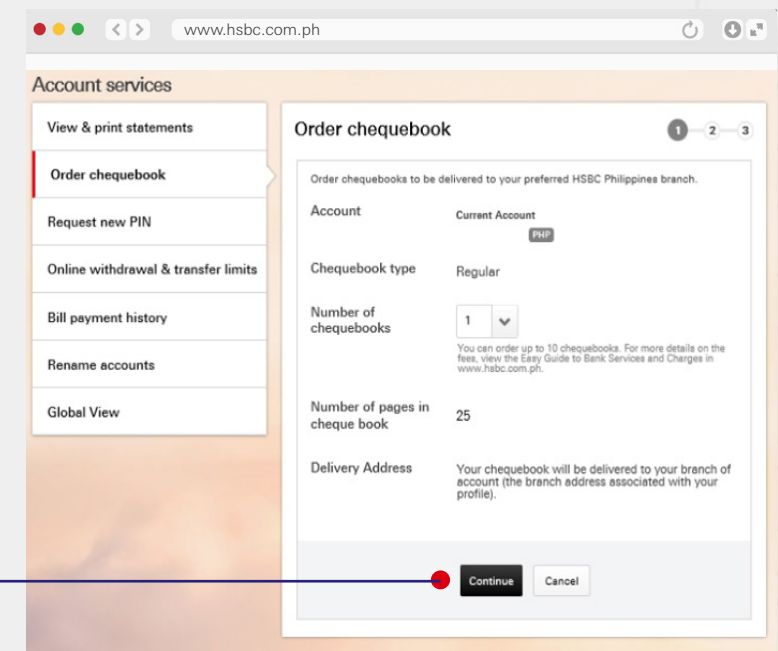 www.hsbc.com.ph
Account services
View & print statements
Order chequebook
Request new PIN
Online withdrawal & transfer limits
Bill payment history
Rename accounts
Global View
Order chequebook
1 2 3
Order chequebooks to be delivered to your preferred HSBC Philippines branch.
Account
Current Account
PHP
Chequebook type
Regular
Number of
chequebooks
1
You can order up to 10 chequebooks. For more details on the
fees, view the Easy Guide to Bank Services and Charges in
www.hsbc.com.ph.
Number of pages in
cheque book
25
Delivery Address
Your chequebook will be delivered to your branch of
account (the branch address associated with your
profile).
Continue
Cancel